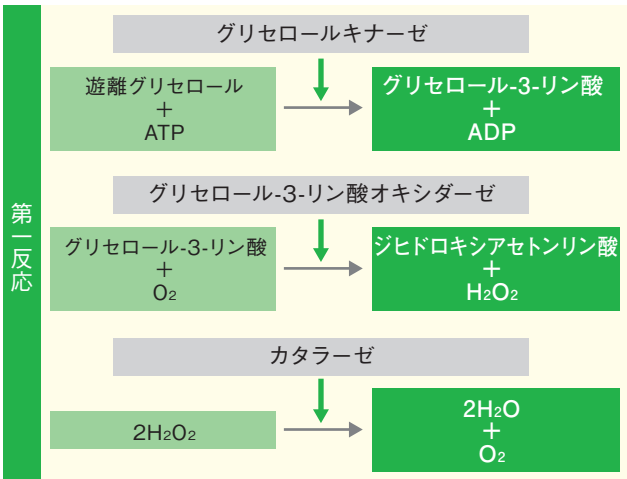 第一反応
グリセロールキナーゼ
遊離グリセロール
+
ATP
グリセロール-3-リン酸
+
ADP
グリセロール-3-リン酸オキシダーゼ
グリセロール-3-リン酸
+
O₂
ジヒドロキシアセトンリン酸
+
H₂O₂
カタラーゼ
2H₂O₂
2H₂O
+
O₂